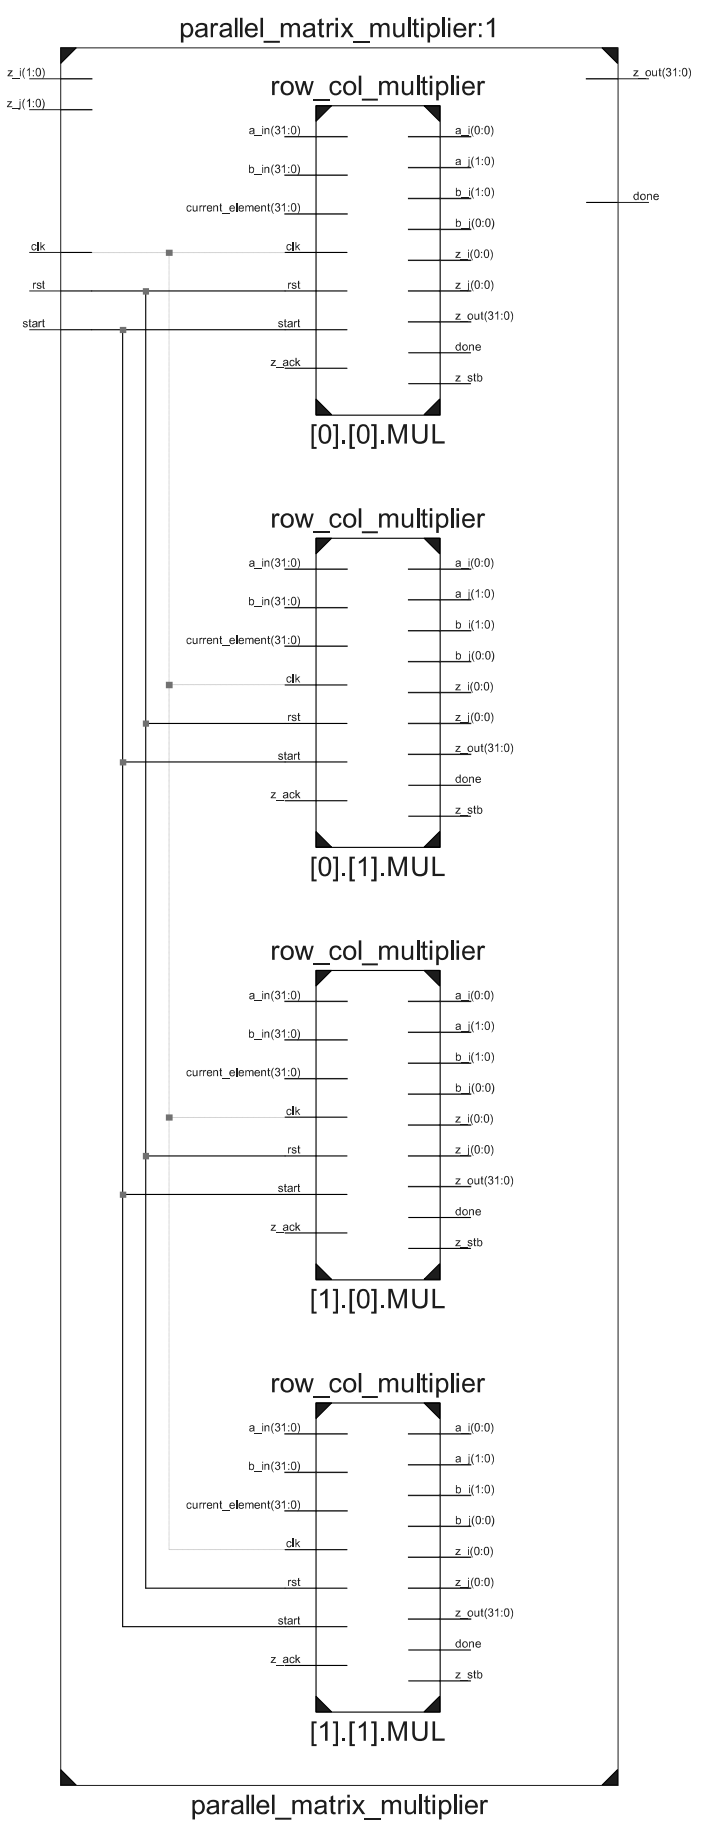 parallel_matrix_multiplier:1
z_i(1:0)
z_j(1:0)
clk
rst
start
z_out(31:0)
done
row_col_multiplier
a_in(31:0)
b_in(31:0)
current_element(31:0)
clk
rst
start
z_ack
a_i(0:0)
a_j(1:0)
b_i(1:0)
b_j(0:0)
z_i(0:0)
z_j(0:0)
z_out(31:0)
done
z_stb
[0].[0].MUL
row_col_multiplier
a_in(31:0)
b_in(31:0)
current_element(31:0)
clk
rst
start
z_ack
a_i(0:0)
a_j(1:0)
b_i(1:0)
b_j(0:0)
z_i(0:0)
z_j(0:0)
z_out(31:0)
done
z_stb
[0].[1].MUL
row_col_multiplier
a_in(31:0)
b_in(31:0)
current_element(31:0)
clk
rst
start
z_ack
a_i(0:0)
a_j(1:0)
b_i(1:0)
b_j(0:0)
z_i(0:0)
z_j(0:0)
z_out(31:0)
done
z_stb
[1].[0].MUL
row_col_multiplier
a_in(31:0)
b_in(31:0)
current_element(31:0)
clk
rst
start
z_ack
a_i(0:0)
a_j(1:0)
b_i(1:0)
b_j(0:0)
z_i(0:0)
z_j(0:0)
z_out(31:0)
done
z_stb
[1].[1].MUL
parallel_matrix_multiplier